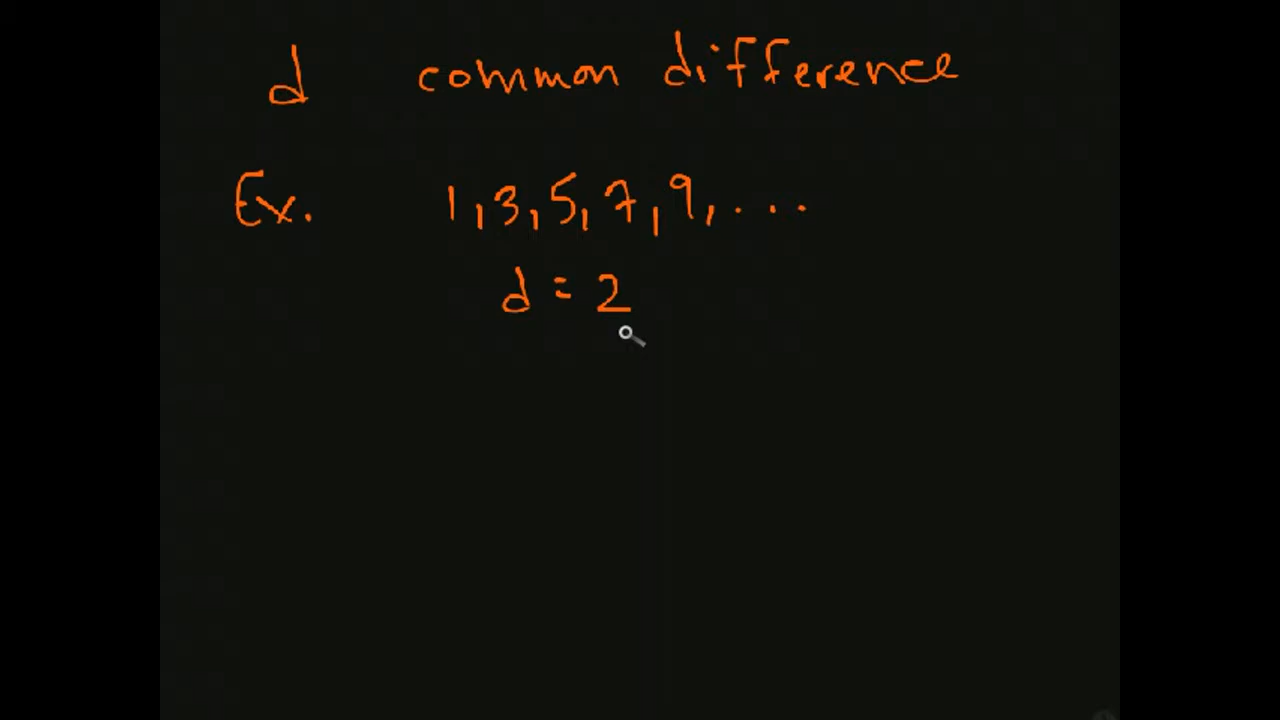 d common difference
Ex. 1, 3, 5, 7, 9, ...
d = 2